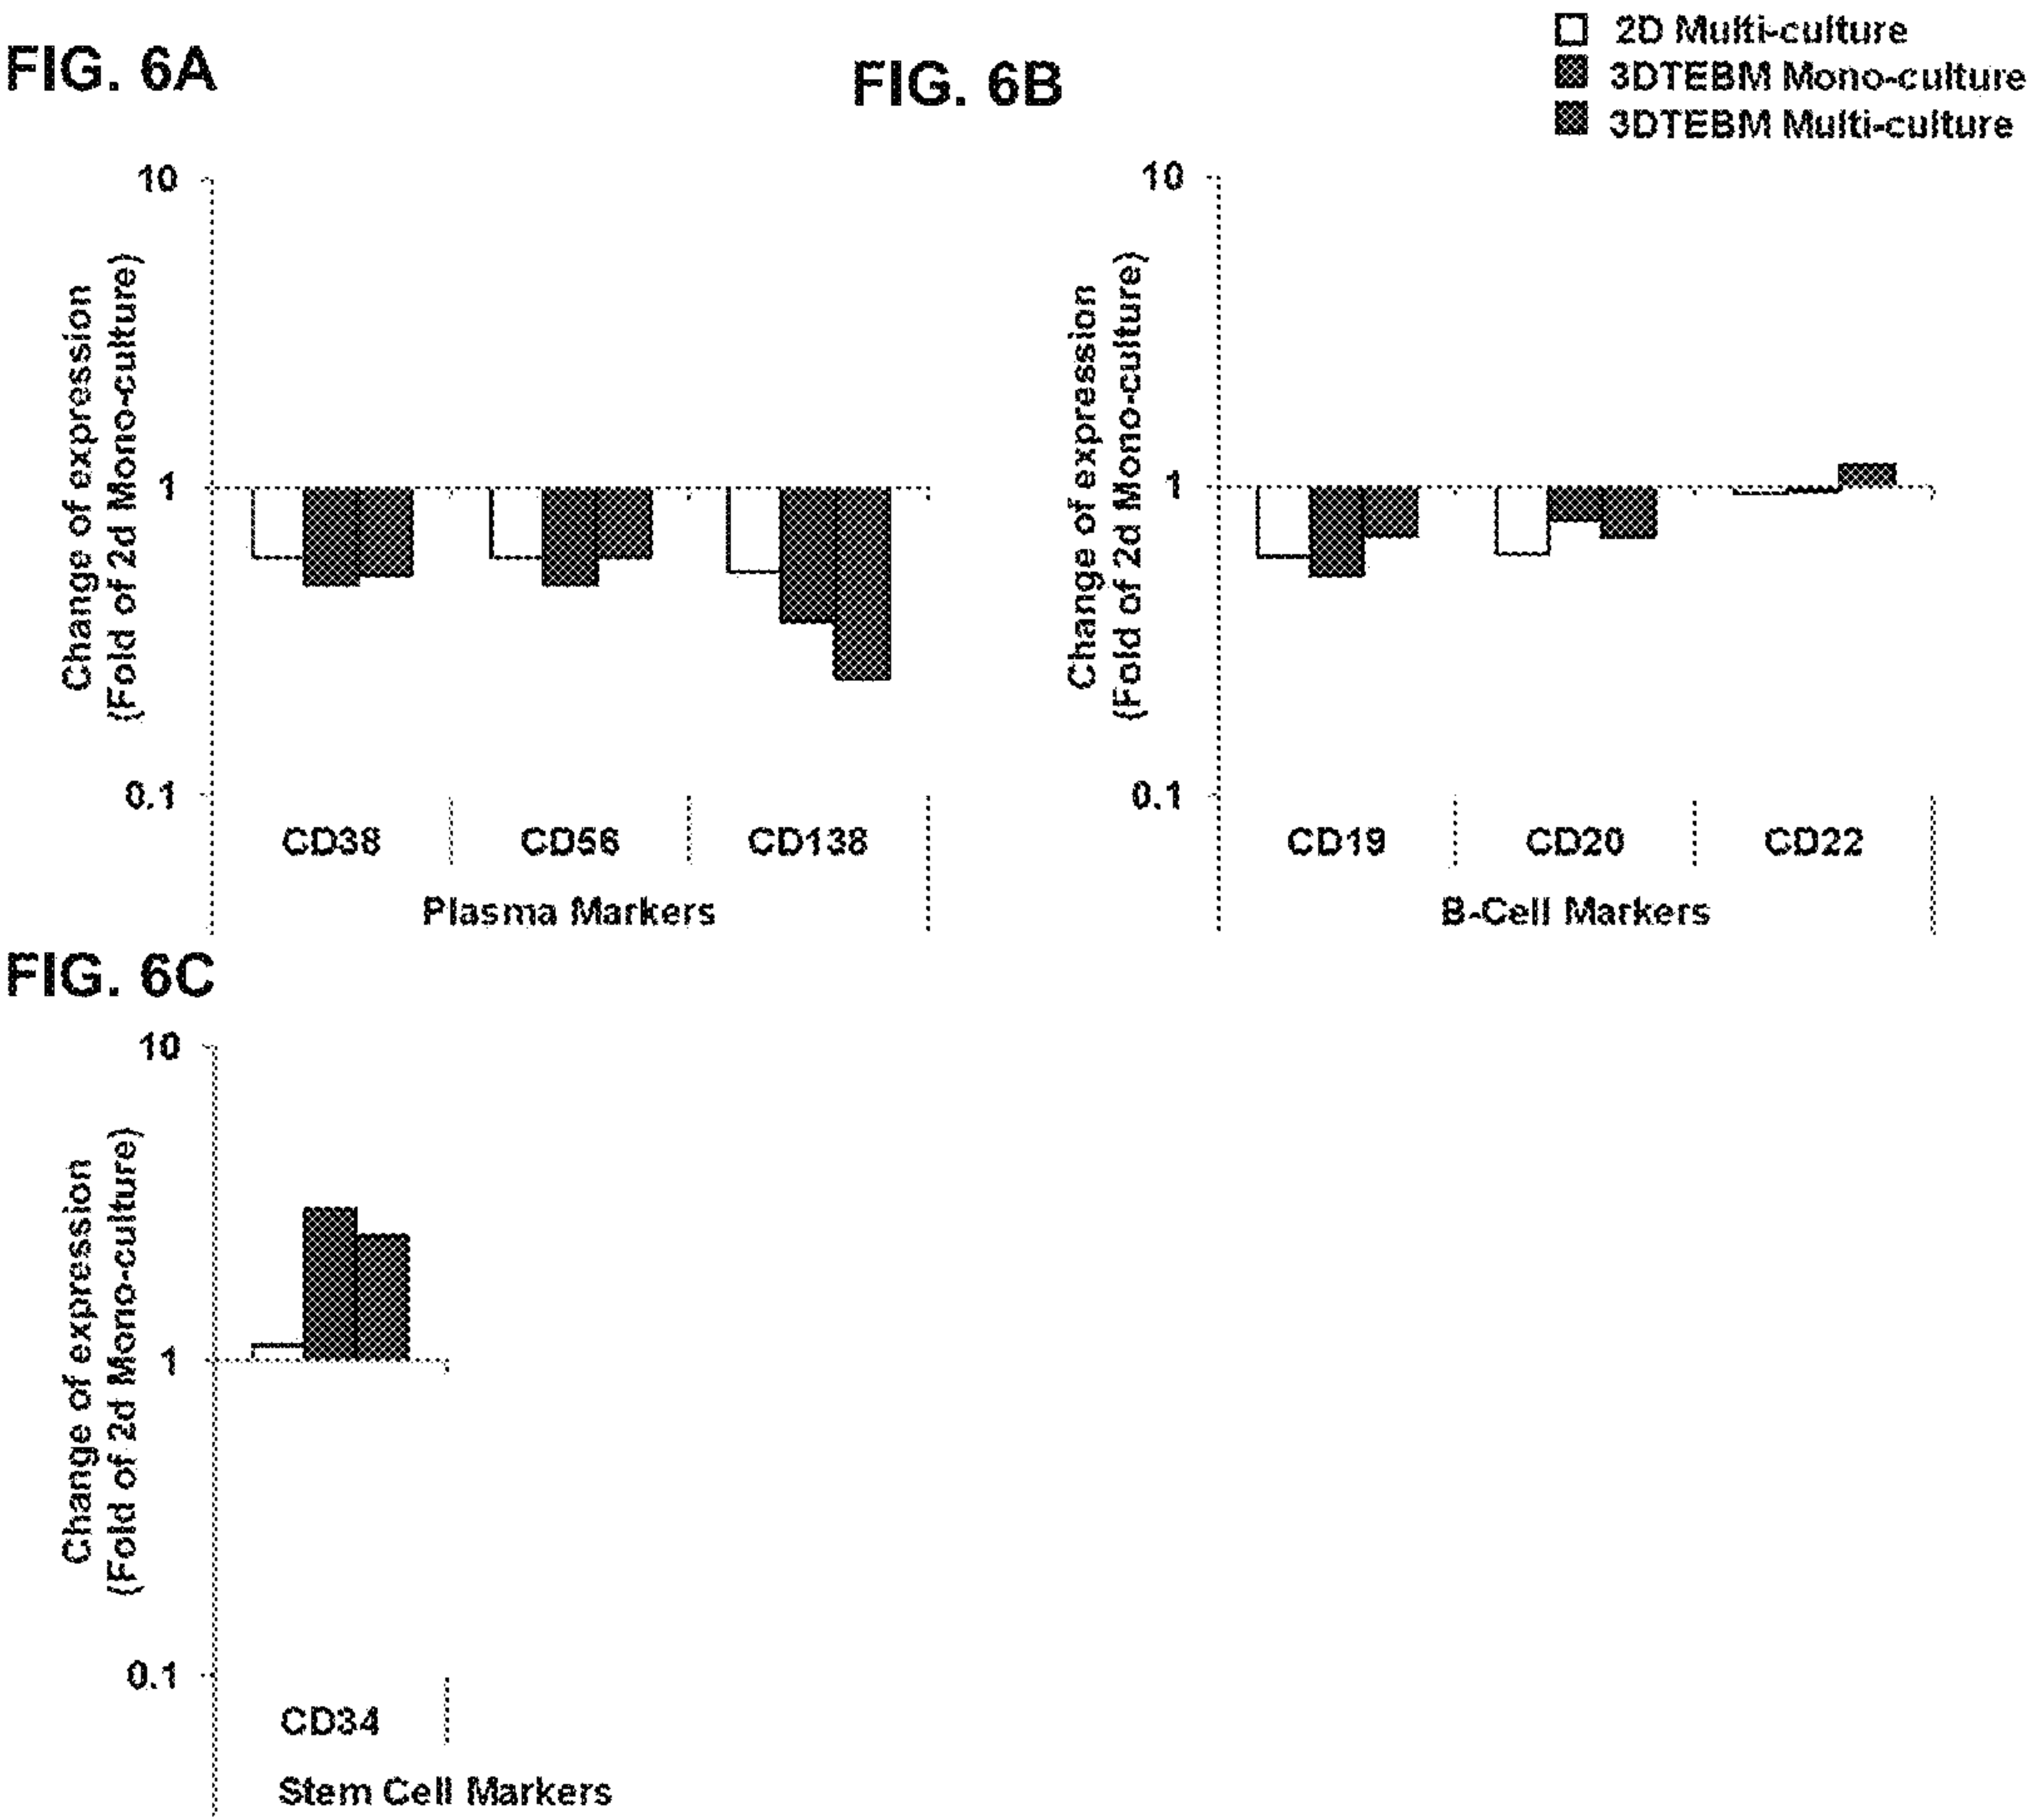 FIG. 6A
FIG. 6B
2D Multi-culture
3DTEBM Mono-culture
3DTEBM Multi-culture
10
1
0.1
Change of expression
(Fold of 2d Mono-culture)
CD38
CD56
CD138
Plasma Markers
10
1
0.1
Change of expression
(Fold of 2d Mono-culture)
CD19
CD20
CD22
B-Cell Markers
FIG. 6C
10
1
0.1
Change of expression
(Fold of 2d Mono-culture)
CD34
Stem Cell Markers